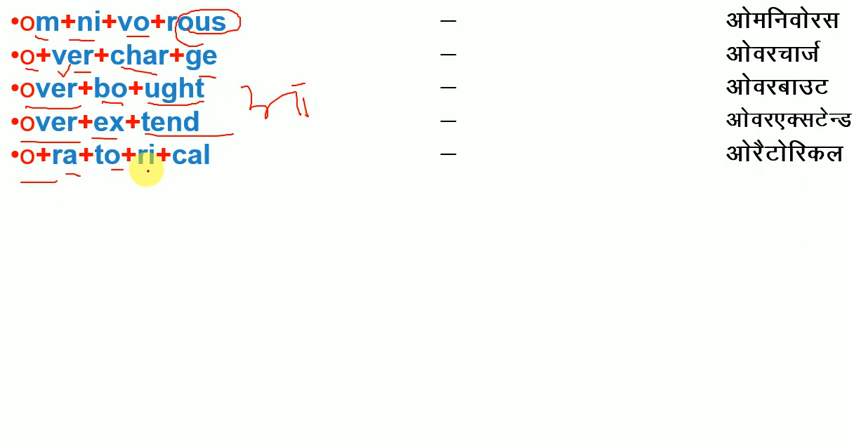 •om+ni+vo+rous – ओमनिवोरस
•o+ver+char+ge – ओवरचार्ज
•over+bo+ught – ओवरबाउट
•over+ex+tend – ओवरएक्सटेन्ड
•o+ra+to+ri+cal – ओरैटोरिकल